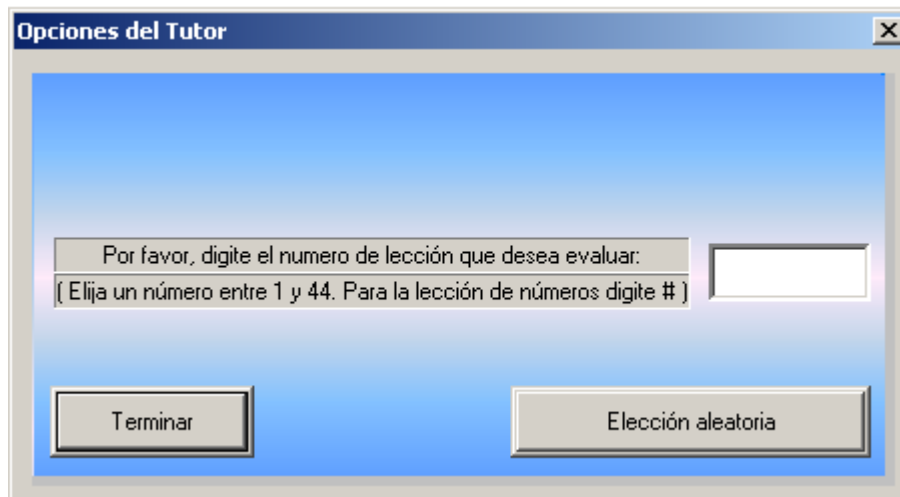 Opciones del Tutor
Por favor, digite el numero de lección que desea evaluar:
( Elija un número entre 1 y 44. Para la lección de números digite # )
Terminar
Elección aleatoria